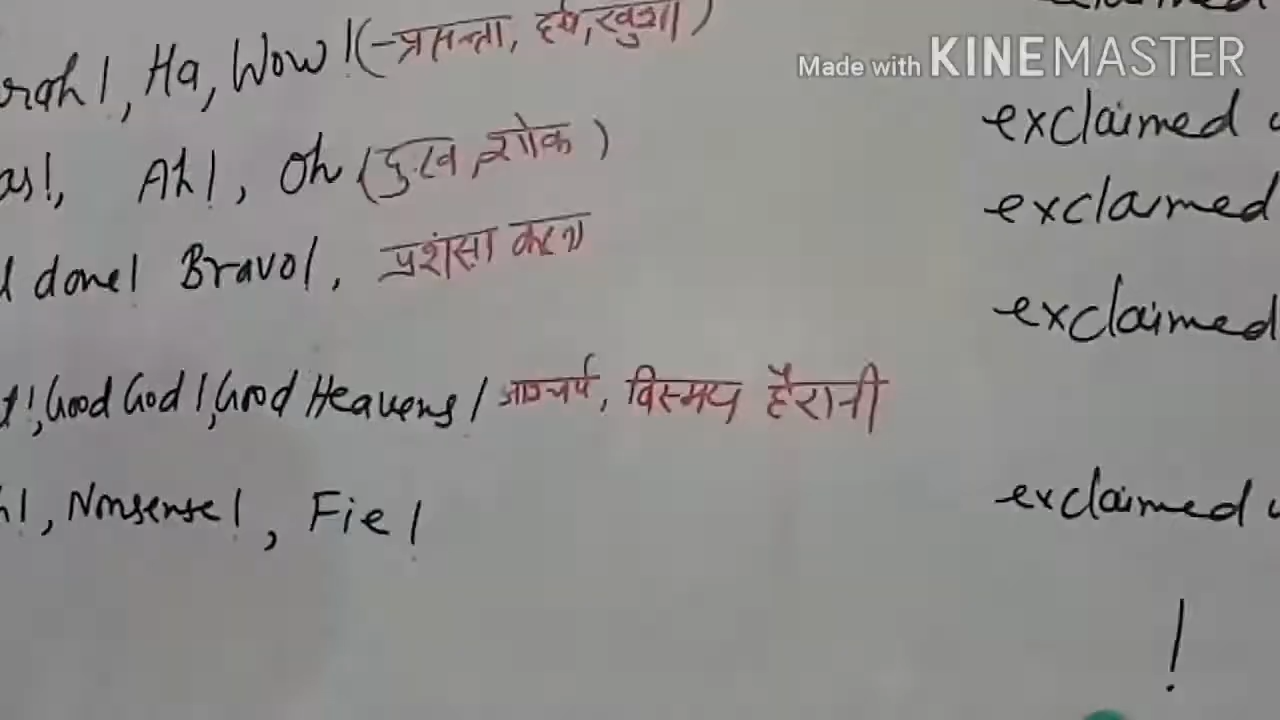 rah!, Ha, Wow! (-प्रसन्ता, हर्ष, खुशी)
Made with KINEMASTER
exclaimed
as!, Ah!, Oh (दुःख, शोक)
exclaimed
done! Bravo!, प्रशंसा करना
exclaimed
!, Good God!, Good Heavens! आश्चर्य, विस्मय हैरानी
h!, Nonsense!, Fie!
exclaimed
!